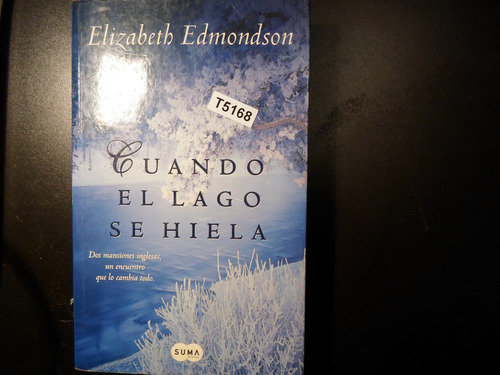 Elizabeth Edmondson
T5168
CUANDO
EL LAGO
SE HIELA
Dos mansiones inglesas,
un encuentro
que lo cambia todo.
SUMA